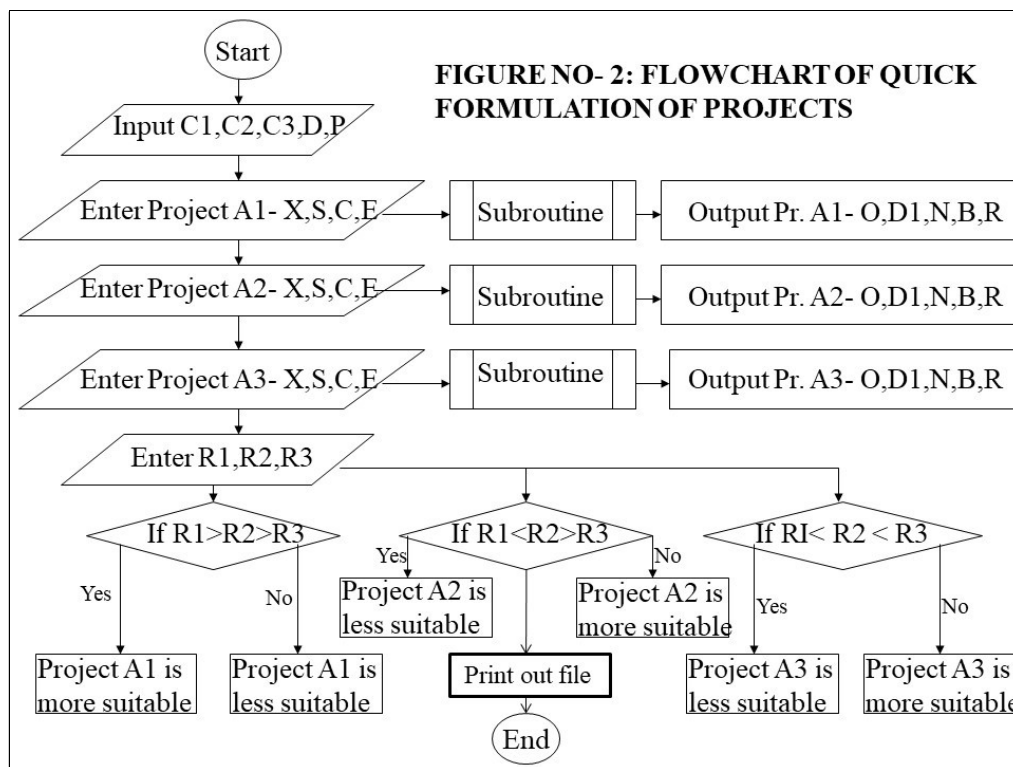 Start
FIGURE NO- 2: FLOWCHART OF QUICK
FORMULATION OF PROJECTS
Input C1,C2,C3,D,P
Enter Project A1- X,S,C,E
Subroutine
Output Pr. A1- O,D1,N,B,R
Enter Project A2- X,S,C,E
Subroutine
Output Pr. A2- O,D1,N,B,R
Enter Project A3- X,S,C,E
Subroutine
Output Pr. A3- O,D1,N,B,R
Enter R1,R2,R3
If R1>R2>R3
If R1<R2>R3
If RI< R2 < R3
Yes
No
Yes
No
Yes
No
Project A1 is
more suitable
Project A1 is
less suitable
Project A2 is
less suitable
Project A2 is
more suitable
Project A3 is
less suitable
Project A3 is
more suitable
Print out file
End